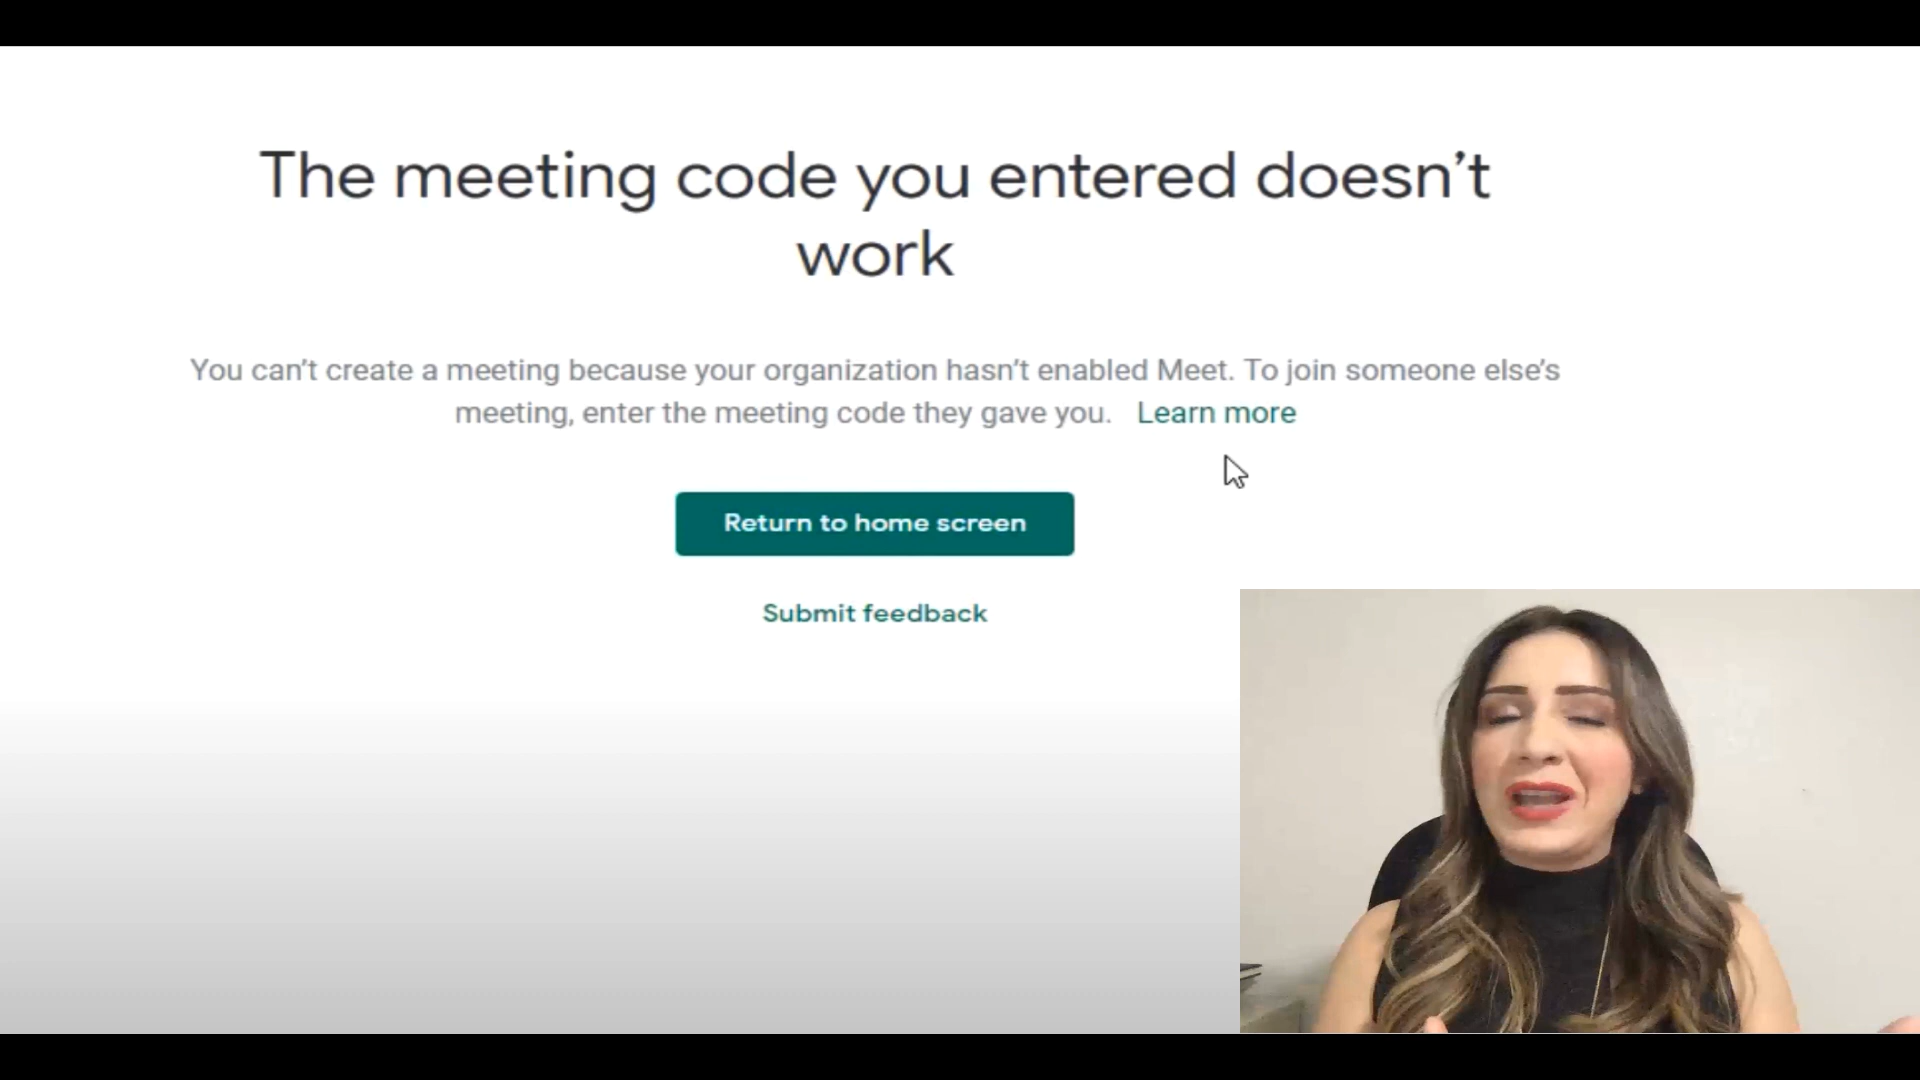 The meeting code you entered doesn’t
work
You can’t create a meeting because your organization hasn’t enabled Meet. To join someone else’s
meeting, enter the meeting code they gave you. Learn more
Return to home screen
Submit feedback